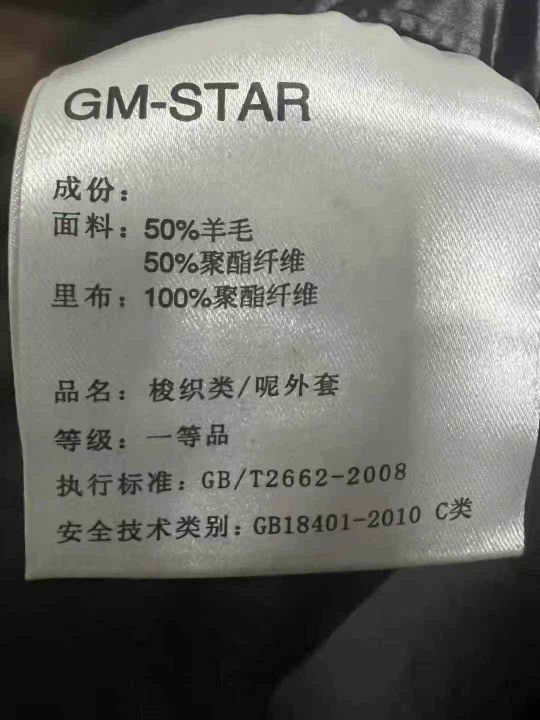 GM-STAR
成份：
面料：50%羊毛
50%聚酯纤维
里布：100%聚酯纤维
品名：梭织类/呢外套
等级：一等品
执行标准：GB/T2662-2008
安全技术类别：GB18401-2010 C类